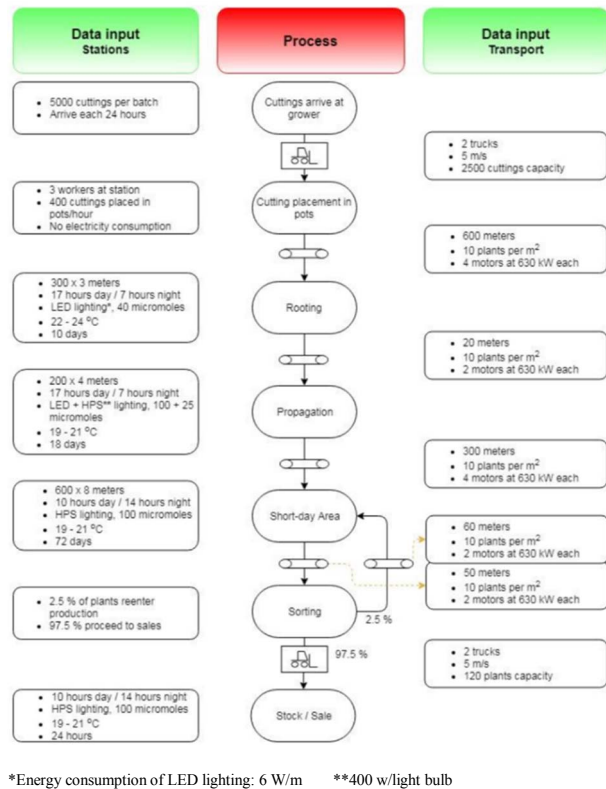 Data input
Stations
Process
Data input
Transport
• 5000 cuttings per batch
• Arrive each 24 hours
Cuttings arrive at
grower
• 2 trucks
• 5 m/s
• 2500 cuttings capacity
• 3 workers at station
• 400 cuttings placed in
pots/hour
• No electricity consumption
Cutting placement in
pots
• 600 meters
• 10 plants per m²
• 4 motors at 630 kW each
• 300 x 3 meters
• 17 hours day / 7 hours night
• LED lighting*, 40 micromoles
• 22 - 24 ⁰C
• 10 days
Rooting
• 20 meters
• 10 plants per m²
• 2 motors at 630 kW each
• 200 x 4 meters
• 17 hours day / 7 hours night
• LED + HPS** lighting, 100 + 25
micromoles
• 19 - 21 ⁰C
• 18 days
Propagation
• 300 meters
• 10 plants per m²
• 4 motors at 630 kW each
• 600 x 8 meters
• 10 hours day / 14 hours night
• HPS lighting, 100 micromoles
• 19 - 21 ⁰C
• 72 days
Short-day Area
• 60 meters
• 10 plants per m²
• 2 motors at 630 kW each
• 50 meters
• 10 plants per m²
• 2 motors at 630 kW each
• 2.5 % of plants reenter
production
• 97.5 % proceed to sales
Sorting
2.5 %
97.5 %
• 2 trucks
• 5 m/s
• 120 plants capacity
• 10 hours day / 14 hours night
• HPS lighting, 100 micromoles
• 19 - 21 ⁰C
• 24 hours
Stock / Sale
*Energy consumption of LED lighting: 6 W/m **400 w/light bulb